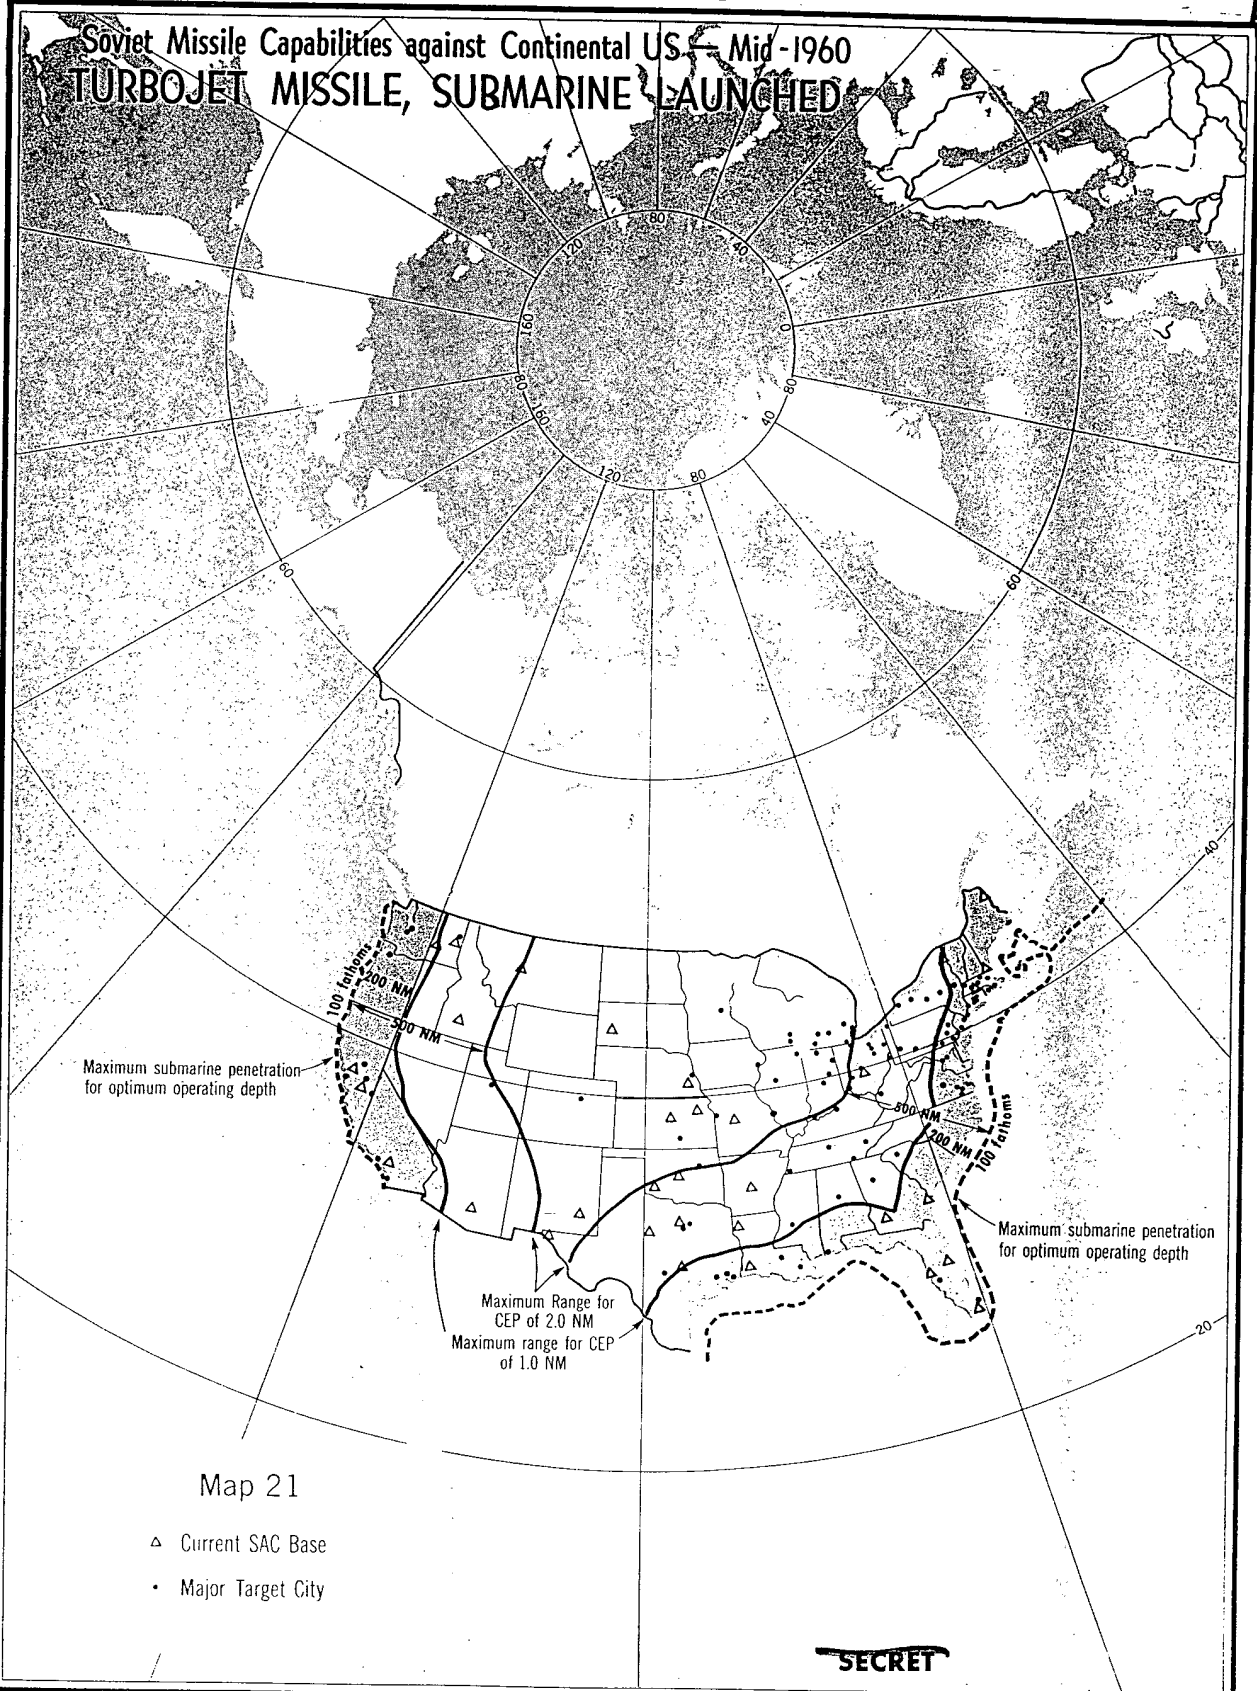 Soviet Missile Capabilities against Continental US — Mid-1960
TURBOJET MISSILE, SUBMARINE LAUNCHED
80
120
40
160
0
80
160
80
40
120
80
60
60
40
100 fathoms
200 NM
500 NM
Maximum submarine penetration
for optimum operating depth
500 NM
200 NM
100 fathoms
Maximum submarine penetration
for optimum operating depth
Maximum Range for
CEP of 2.0 NM
Maximum range for CEP
of 1.0 NM
20
Map 21
Current SAC Base
Major Target City
SECRET